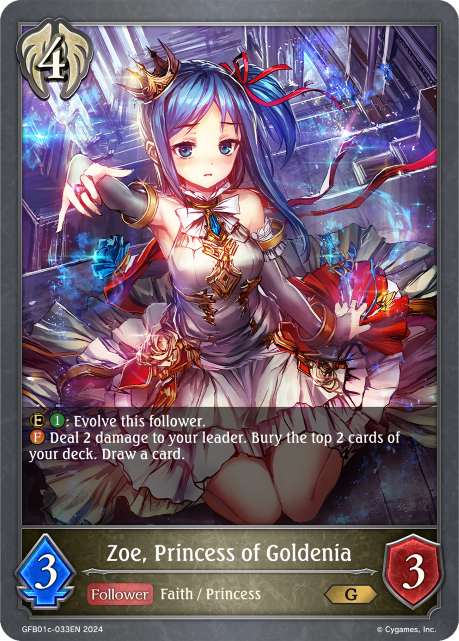 4
E 1 : Evolve this follower.
F Deal 2 damage to your leader. Bury the top 2 cards of
your deck. Draw a card.
Zoe, Princess of Goldenia
3
Follower Faith / Princess G
3
GFB01c-033EN 2024 © Cygames, Inc.